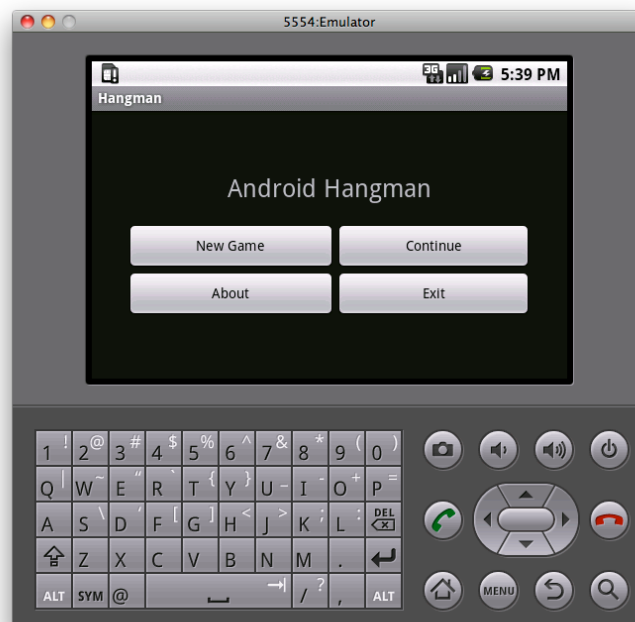 5554:Emulator
3G 5:39 PM
Hangman
Android Hangman
New Game Continue
About Exit
1 ! 2 @ 3 # 4 $ 5 % 6 ^ 7 & 8 * 9 ( 0 )
Q | W ~ E " R ` T { Y } U _ I - O + P =
A S \ D ' F [ G ] H < J > K ; L : DEL
Z X C V B N M .
ALT SYM @ / ? , ALT
MENU